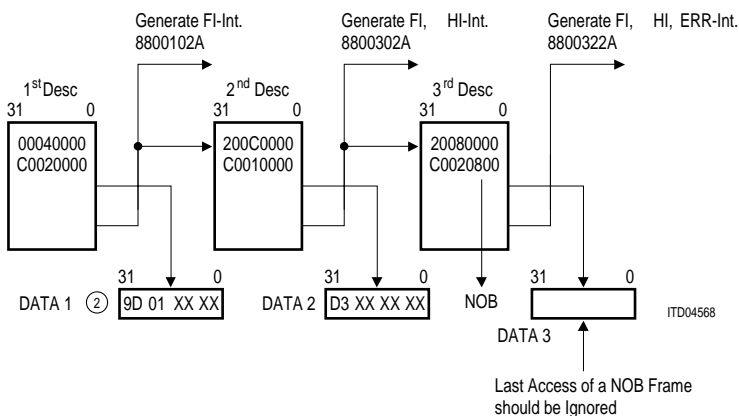 Generate FI-Int.
8800102A
Generate FI, HI-Int.
8800302A
Generate FI, HI, ERR-Int.
8800322A
1st Desc
31 0
2nd Desc
31 0
3rd Desc
31 0
00040000
C0020000
200C0000
C0010000
20080000
C0020800
31 0
DATA 1 2 9D 01 XX XX
31 0
DATA 2 D3 XX XX XX
NOB
31 0
DATA 3
ITD04568
Last Access of a NOB Frame
should be Ignored